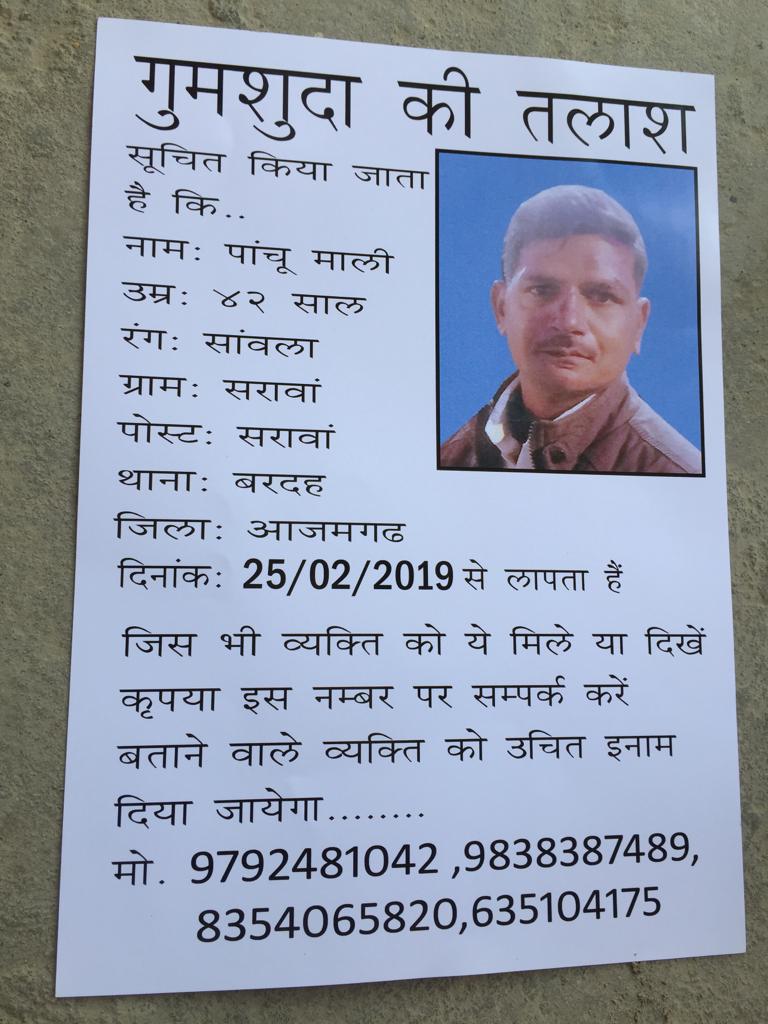 गुमशुदा की तलाश
सूचित किया जाता
है कि..
नामः पांचू माली
उम्रः ४२ साल
रंगः सांवला
ग्रामः सरावां
पोस्टः सरावां
थानाः बरदह
जिलाः आजमगढ
दिनांकः 25/02/2019 से लापता हैं
जिस भी व्यक्ति को ये मिले या दिखें
कृपया इस नम्बर पर सम्पर्क करें
बताने वाले व्यक्ति को उचित इनाम
दिया जायेगा........
मो. 9792481042 ,9838387489,
8354065820,635104175